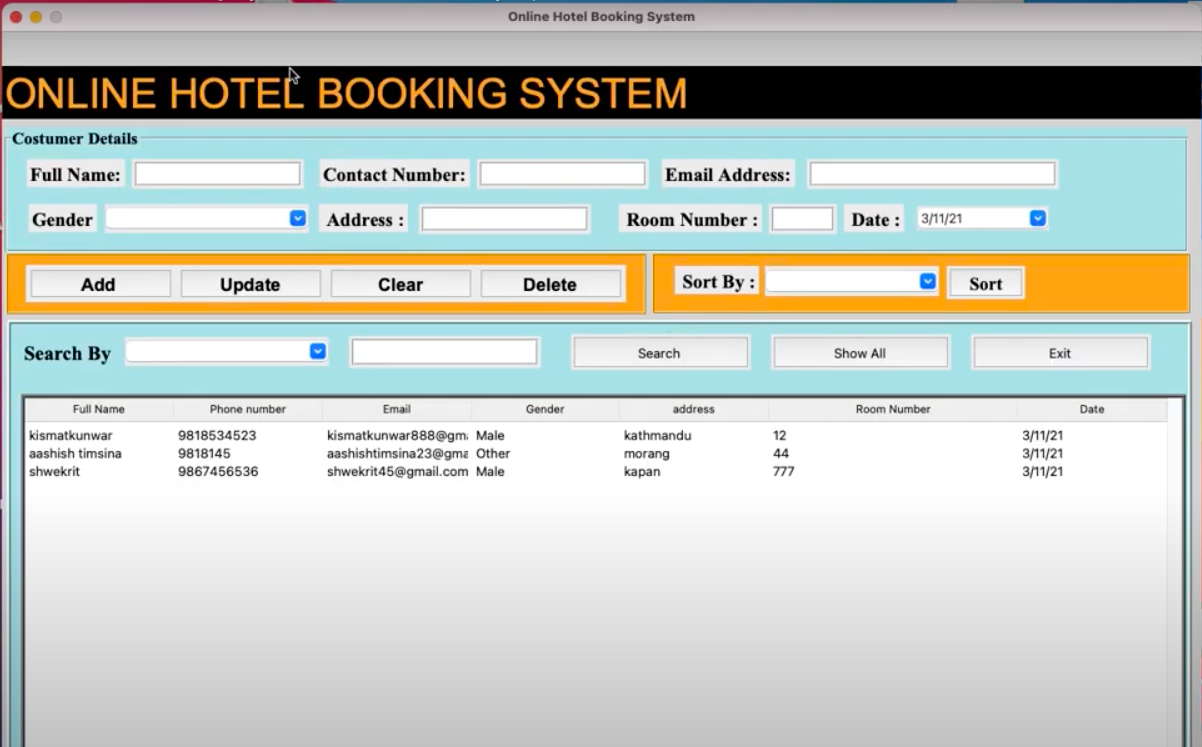 Online Hotel Booking System
ONLINE HOTEL BOOKING SYSTEM
Costumer Details
Full Name: Contact Number: Email Address:
Gender Address : Room Number : Date : 3/11/21
Add Update Clear Delete Sort By : Sort
Search By Search Show All Exit
Full Name Phone number Email Gender address Room Number Date
kismatkunwar 9818534523 kismatkunwar888@gm Male kathmandu 12 3/11/21
aashish timsina 9818145 aashishtimsina23@gma Other morang 44 3/11/21
shwekrit 9867456536 shwekrit45@gmail.com Male kapan 777 3/11/21